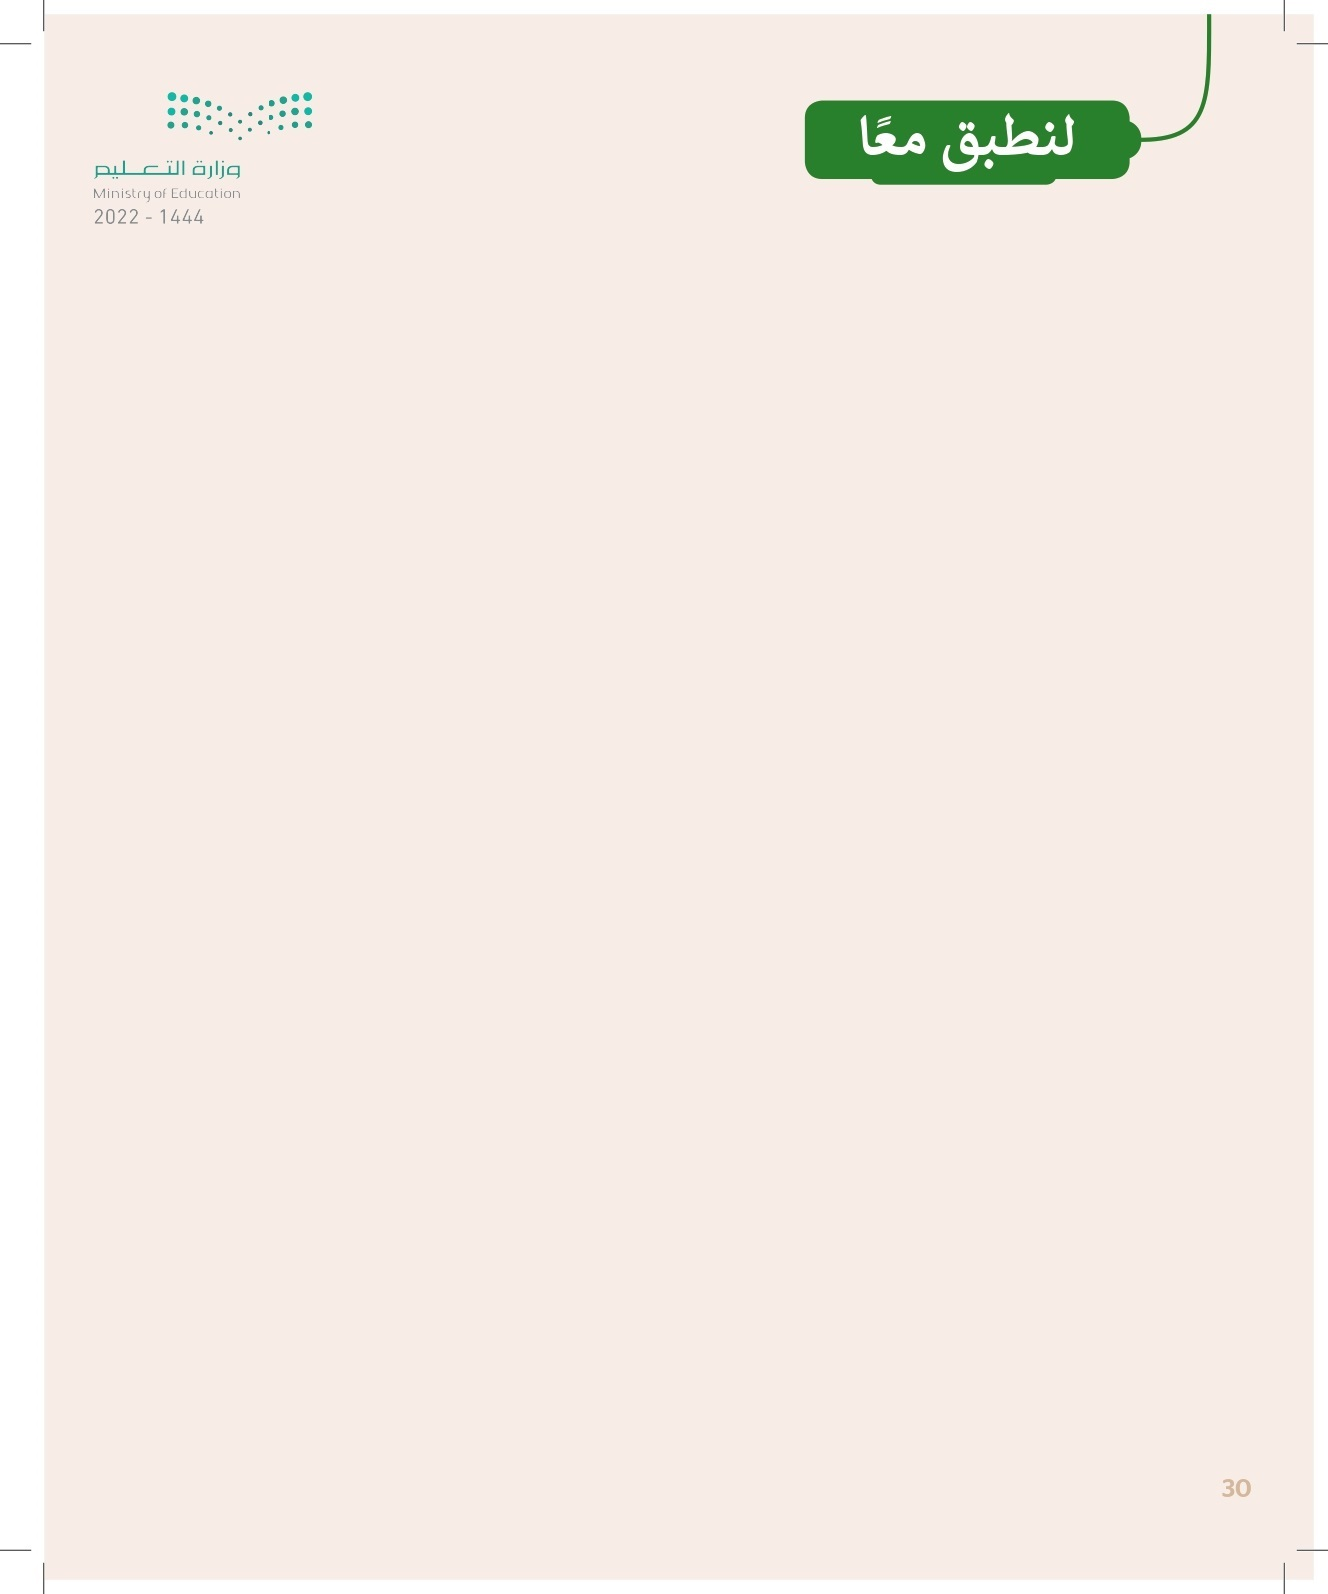 لنطبق معًا
وزارة التعليم
Ministry of Education
2022 - 1444
30